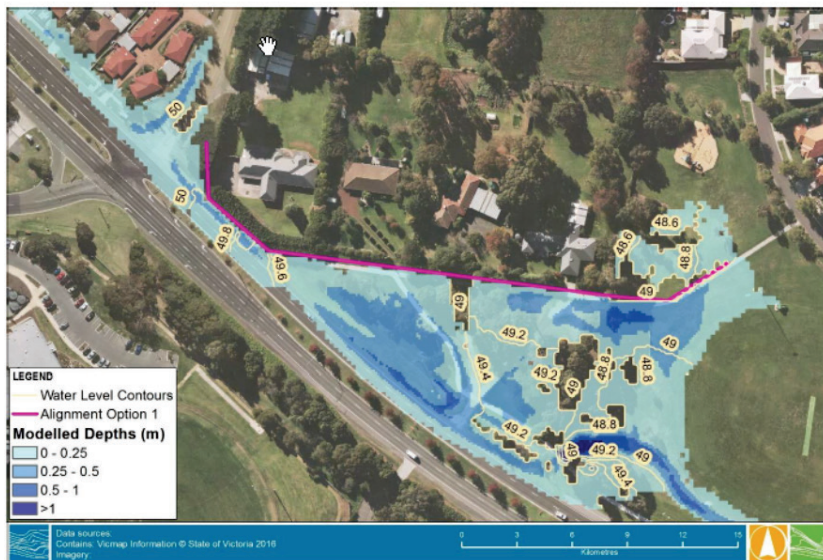 50
50
49.8
49.6
48.6
48.6
48.8
49
49
49.2
49
49.4
49.2
49.2
49
48.8
48.8
49.2
48.8
49
49.2
49
49.4
LEGEND
Water Level Contours
Alignment Option 1
Modelled Depths (m)
0 - 0.25
0.25 - 0.5
0.5 - 1
>1
Data sources:
Contains: Vicmap Information © State of Victoria 2016
Imagery:
0 3 6 9 12 15
Kilometres